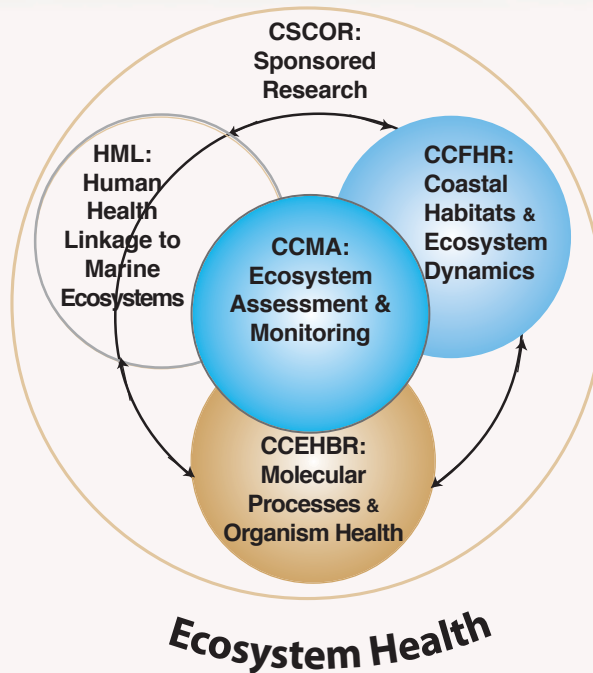 CSCOR:
Sponsored
Research
HML:
Human
Health
Linkage to
Marine
Ecosystems
CCFHR:
Coastal
Habitats &
Ecosystem
Dynamics
CCMA:
Ecosystem
Assessment &
Monitoring
CCEHBR:
Molecular
Processes &
Organism Health
Ecosystem Health